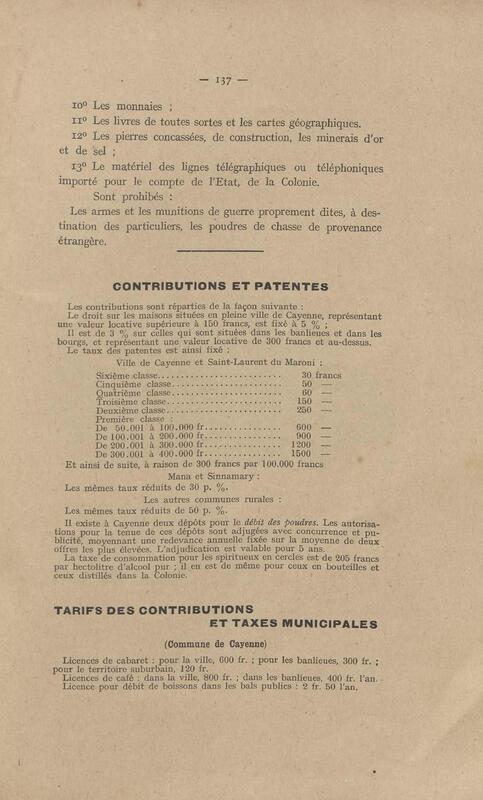 — 137 —
10° Les monnaies ;
11° Les livres de toutes sortes et les cartes géographiques.
12° Les pierres concassées, de construction, les minerais d'or
et de sel ;
13° Le matériel des lignes télégraphiques ou téléphoniques
importé pour le compte de l'Etat, de la Colonie.
Sont prohibés :
Les armes et les munitions de guerre proprement dites, à des-
tination des particuliers, les poudres de chasse de provenance
étrangère.
CONTRIBUTIONS ET PATENTES
Les contributions sont réparties de la façon suivante :
Le droit sur les maisons situées en pleine ville de Cayenne, représentant
une valeur locative supérieure à 150 francs, est fixé à 5 % ;
Il est de 3 % sur celles qui sont situées dans les banlieues et dans les
bourgs, et représentant une valeur locative de 300 francs et au-dessus.
Le taux des patentes est ainsi fixé :
Ville de Cayenne et Saint-Laurent du Maroni :
Sixième classe........................ 30 francs
Cinquième classe...................... 50 —
Quatrième classe...................... 60 —
Troisième classe...................... 150 —
Deuxième classe....................... 250 —
Première classe :
De 50.001 à 100.000 fr............... 600 —
De 100.001 à 200.000 fr............... 900 —
De 200.001 à 300.000 fr............... 1200 —
De 300.001 à 400.000 fr............... 1500 —
Et ainsi de suite, à raison de 300 francs par 100.000 francs
Mana et Sinnamary :
Les mêmes taux réduits de 30 p. %.
Les autres communes rurales :
Les mêmes taux réduits de 50 p. %.
Il existe à Cayenne deux dépôts pour le débit des poudres. Les autorisa-
tions pour la tenue de ces dépôts sont adjugées avec concurrence et pu-
blicité, moyennant une redevance annuelle fixée sur la moyenne de deux
offres les plus élevées. L'adjudication est valable pour 5 ans.
La taxe de consommation pour les spiritueux en cercles est de 205 francs
par hectolitre d'alcool pur ; il en est de même pour ceux en bouteilles et
ceux distillés dans la Colonie.
TARIFS DES CONTRIBUTIONS
ET TAXES MUNICIPALES
(Commune de Cayenne)
Licences de cabaret : pour la ville, 600 fr. ; pour les banlieues, 300 fr. ;
pour le territoire suburbain, 120 fr.
Licences de café : dans la ville, 800 fr. ; dans les banlieues, 400 fr. l'an.
Licence pour débit de boissons dans les bals publics : 2 fr. 50 l'an.